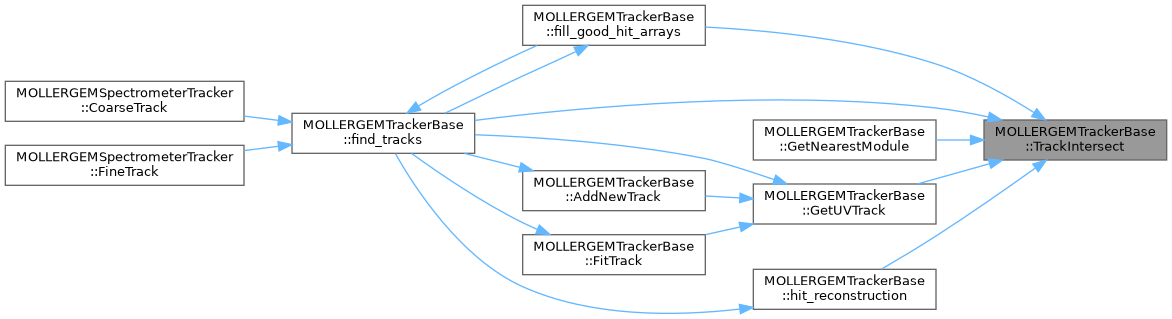 MOLLERGEMTrackerBase
::fill_good_hit_arrays
MOLLERGEMSpectrometerTracker
::CoarseTrack
MOLLERGEMTrackerBase
::find_tracks
MOLLERGEMTrackerBase
::GetNearestModule
MOLLERGEMTrackerBase
::TrackIntersect
MOLLERGEMSpectrometerTracker
::FineTrack
MOLLERGEMTrackerBase
::AddNewTrack
MOLLERGEMTrackerBase
::GetUVTrack
MOLLERGEMTrackerBase
::FitTrack
MOLLERGEMTrackerBase
::hit_reconstruction